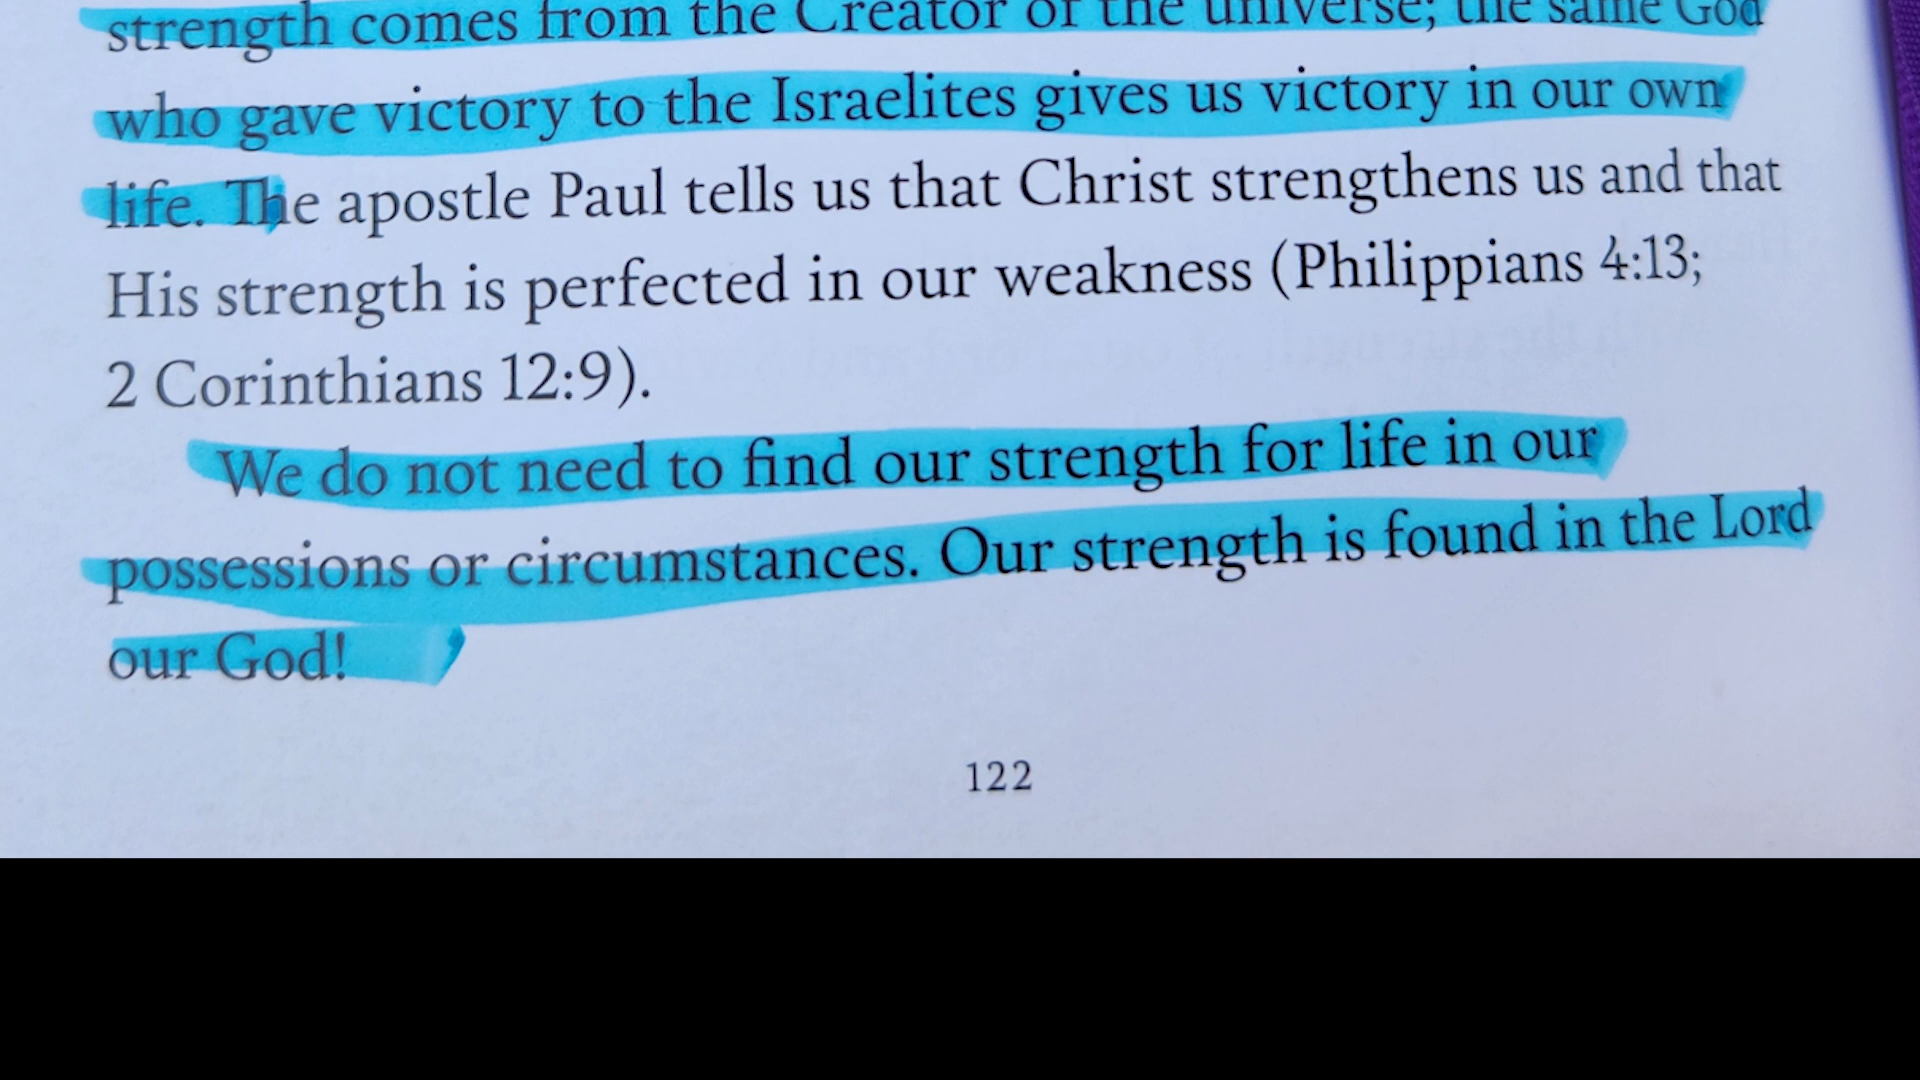 strength comes from the Creator of the universe; the same God
who gave victory to the Israelites gives us victory in our own
life. The apostle Paul tells us that Christ strengthens us and that
His strength is perfected in our weakness (Philippians 4:13;
2 Corinthians 12:9).
We do not need to find our strength for life in our
possessions or circumstances. Our strength is found in the Lord
our God!
122